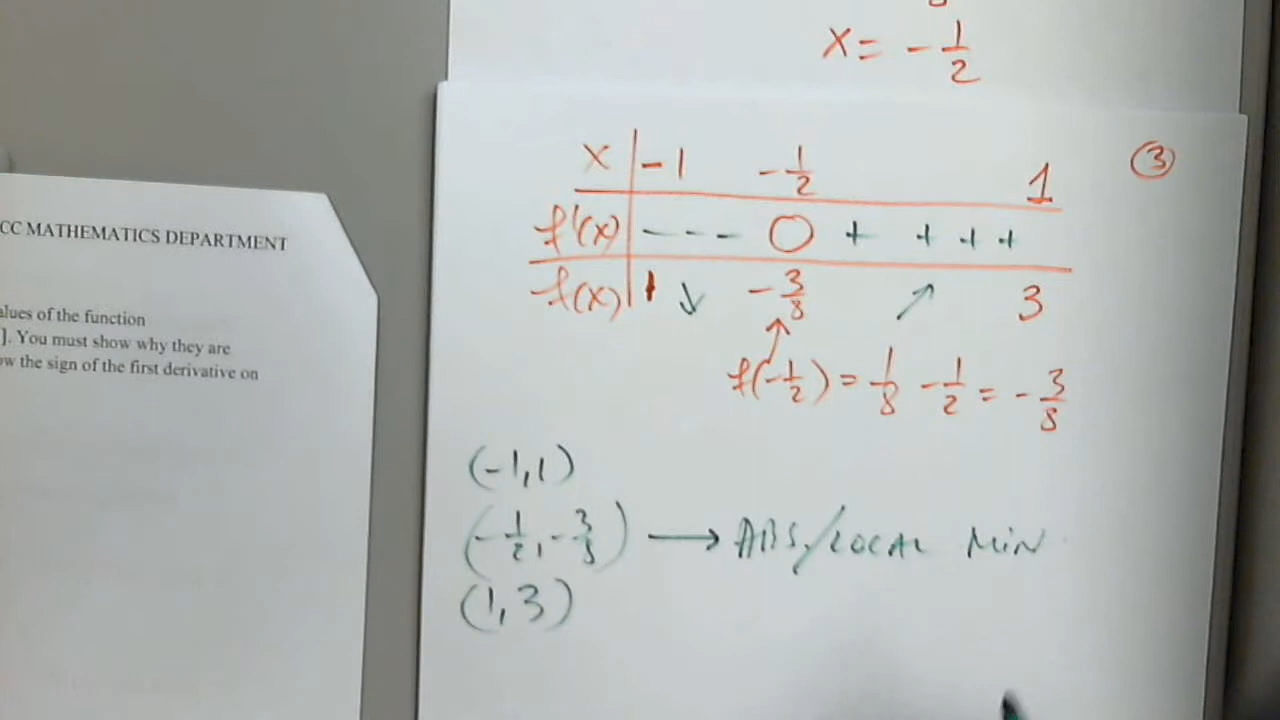 x = - 1/2
③
x | -1 - 1/2 1
f'(x) | - - - 0 + + + +
f(x) | 1 ↓ - 3/8 ↗ 3
↑
f(- 1/2) = 1/8 - 1/2 = - 3/8
(-1, 1)
(- 1/2, - 3/8) → ABS/LOCAL MIN
(1, 3)
CC MATHEMATICS DEPARTMENT
of the function
]. You must show why they are
the sign of the first derivative on